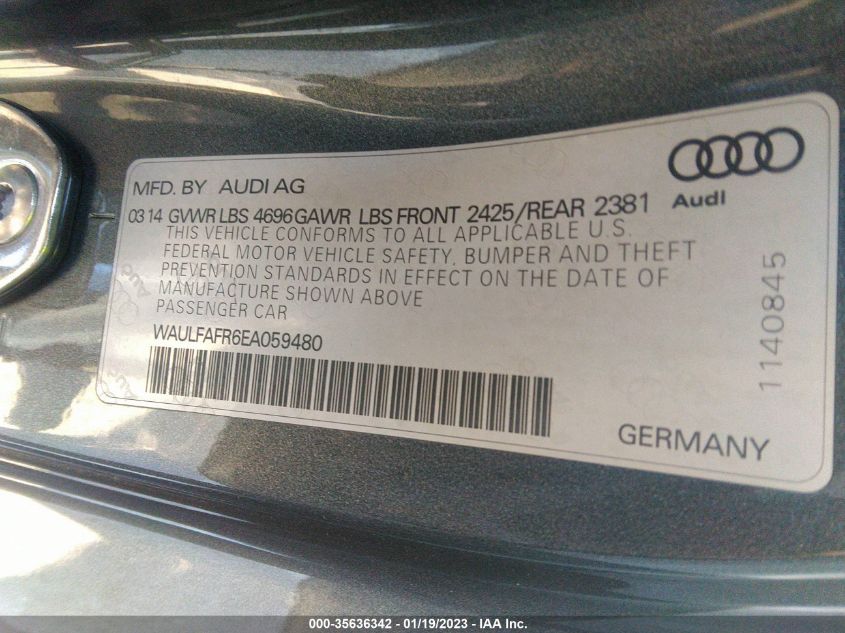 MFD. BY AUDI AG
Audi
03 14 GVWR LBS 4696 GAWR LBS FRONT 2425/REAR 2381
THIS VEHICLE CONFORMS TO ALL APPLICABLE U.S.
FEDERAL MOTOR VEHICLE SAFETY, BUMPER AND THEFT
PREVENTION STANDARDS IN EFFECT ON THE DATE OF
MANUFACTURE SHOWN ABOVE
PASSENGER CAR
WAULFAFR6EA059480
1140845
GERMANY
000-35636342 - 01/19/2023 - IAA Inc.